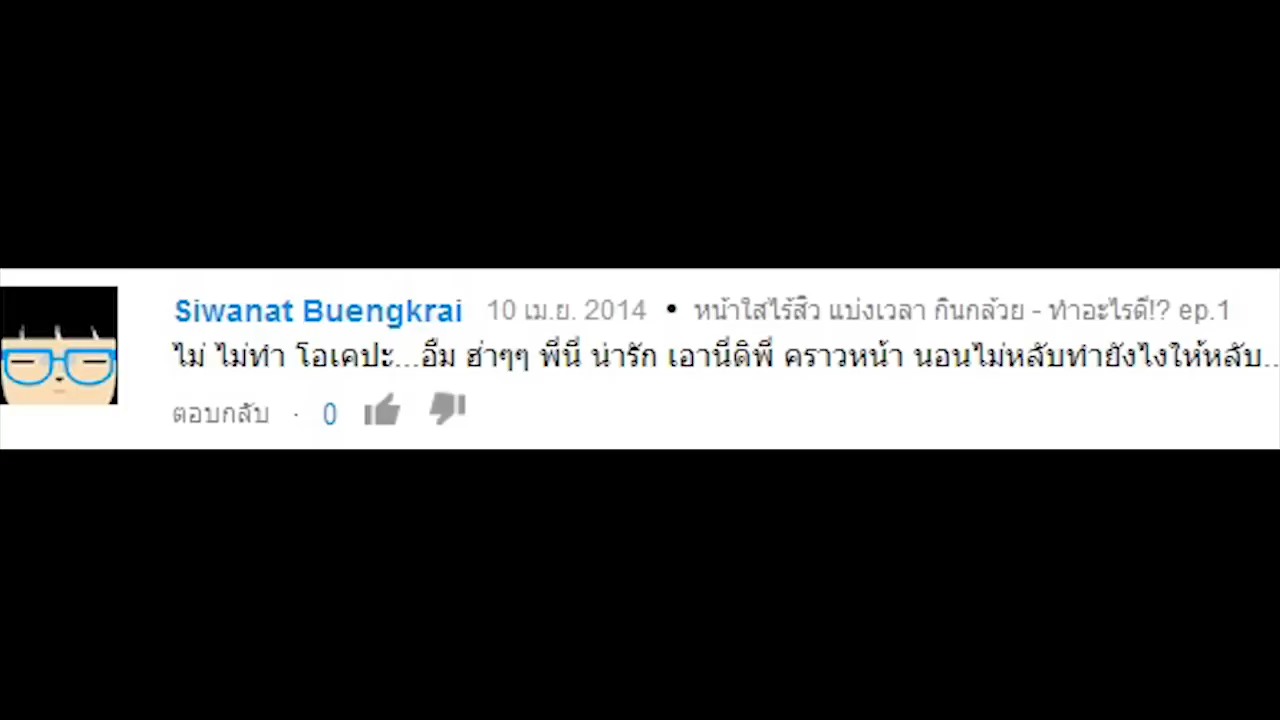 Siwanat Buengkrai 10 เม.ย. 2014 • หน้าใสไร้สิว แบ่งเวลา กินกล้วย - ทำอะไรดี!? ep.1
ไม่ ไม่ทำ โอเคปะ...อืม ฮ่าๆๆ พี่นี่ น่ารัก เอานี่ดิพี่ คราวหน้า นอนไม่หลับทำยังไงให้หลับ..
ตอบกลับ · 0